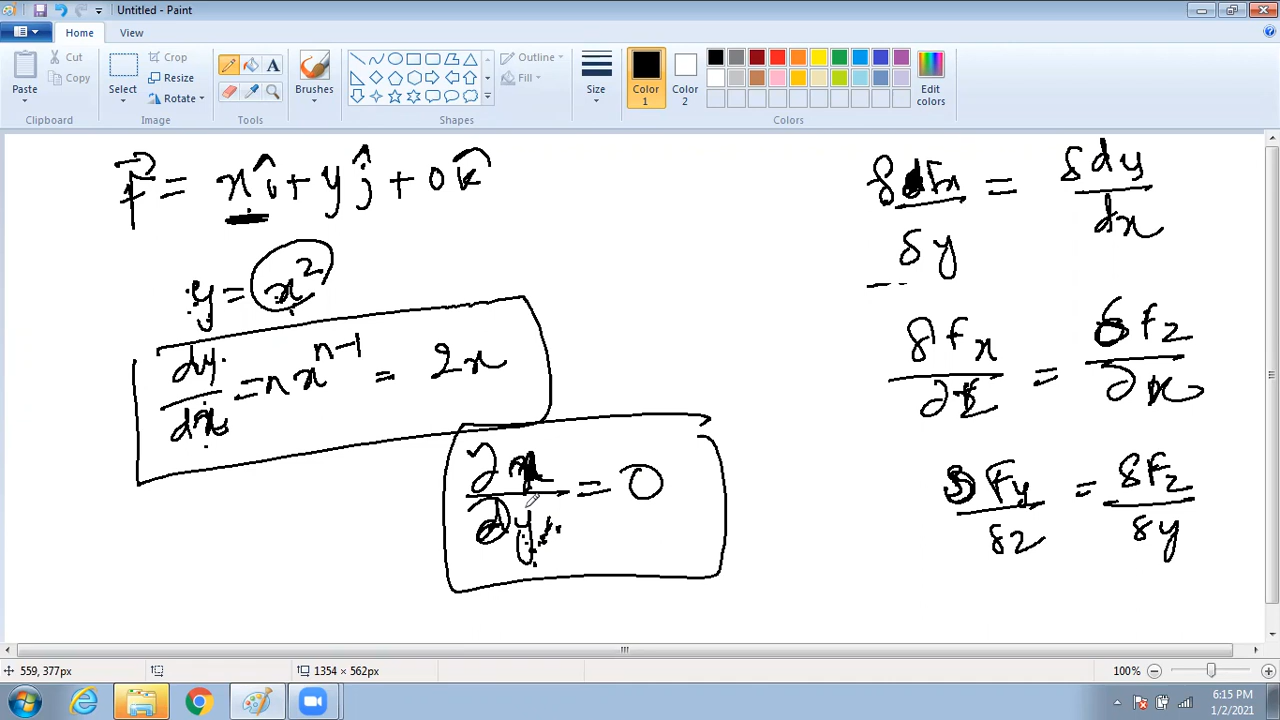 Untitled - Paint
Home View
Paste Cut Copy
Select Crop Resize Rotate
A
Brushes
Outline Fill
Size
Color 1
Color 2
Edit colors
Clipboard Image Tools Shapes Colors
F = xî + yĵ + 0k̂
y = x²
dy/dx = nx^(n-1) = 2x
∂x/∂y = 0
δFx/δy = δdy/dx
δFx/∂z = δFz/∂x
δFy/δz = δFz/δy
559, 377px
1354 × 562px
100%
6:15 PM
1/2/2021